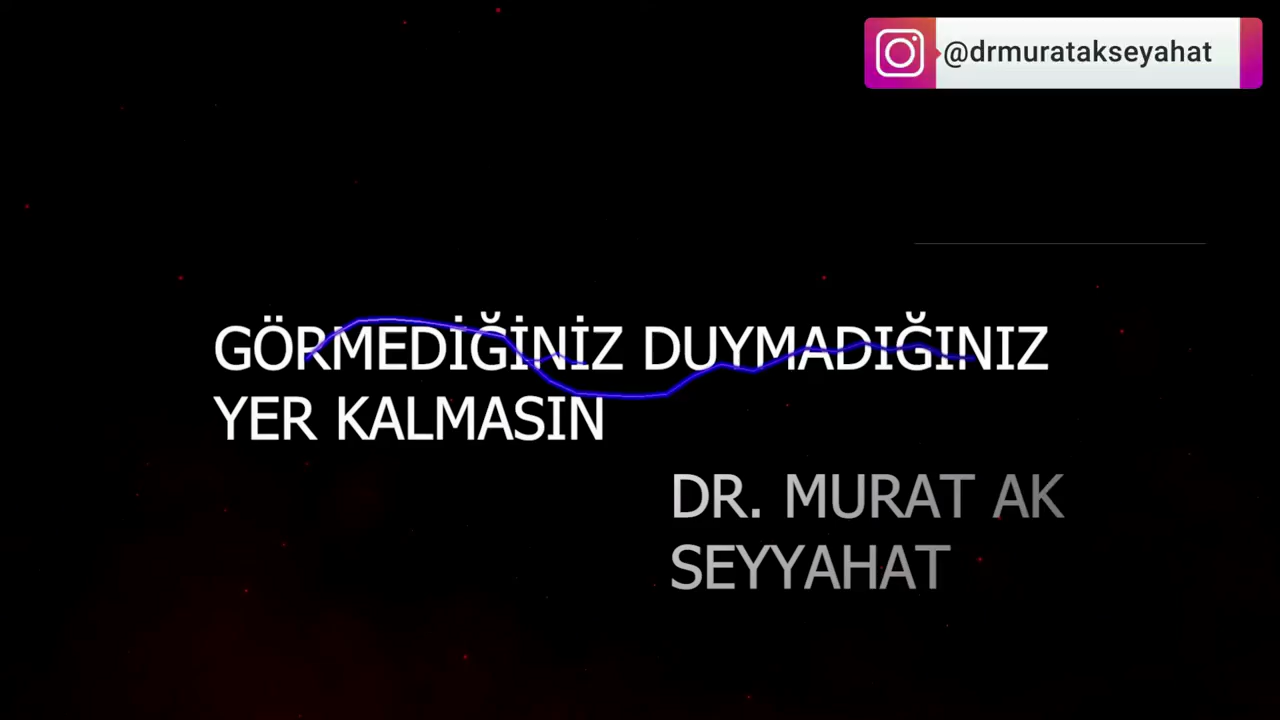 @drmuratakseyahat
GÖRMEDİĞİNİZ DUYMADIĞINIZ
YER KALMASIN
DR. MURAT AK
SEYYAHAT